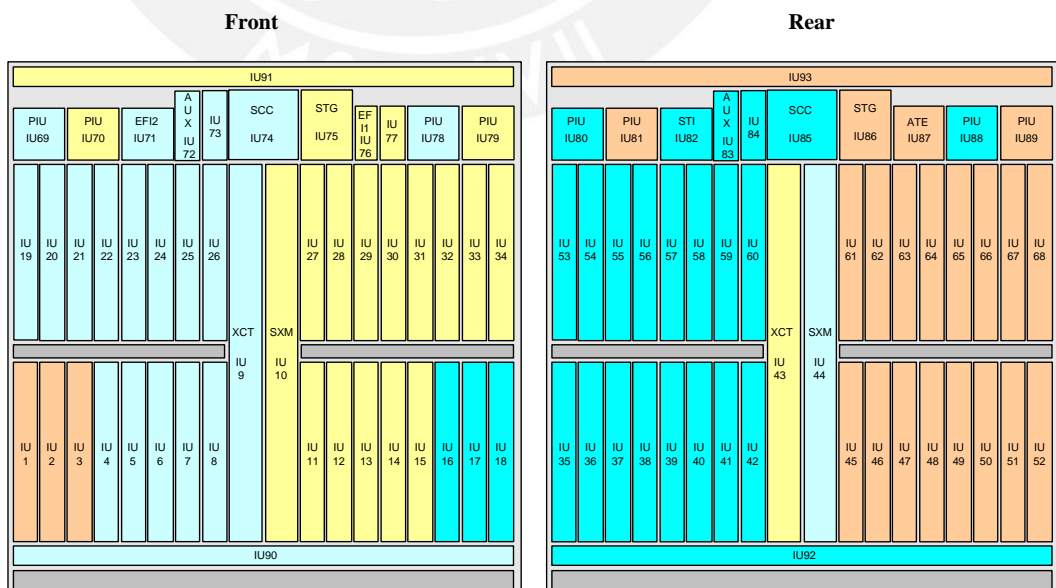 Front
Rear
IU91
PIU
IU69
PIU
IU70
EFI2
IU71
A
U
X
IU
72
IU
73
SCC
IU74
STG
IU75
EF
I1
IU
76
IU
77
PIU
IU78
PIU
IU79
IU
19
IU
20
IU
21
IU
22
IU
23
IU
24
IU
25
IU
26
XCT
IU
9
SXM
IU
10
IU
27
IU
28
IU
29
IU
30
IU
31
IU
32
IU
33
IU
34
IU
1
IU
2
IU
3
IU
4
IU
5
IU
6
IU
7
IU
8
IU
11
IU
12
IU
13
IU
14
IU
15
IU
16
IU
17
IU
18
IU90
IU93
PIU
IU80
PIU
IU81
STI
IU82
A
U
X
IU
83
IU
84
SCC
IU85
STG
IU86
ATE
IU87
PIU
IU88
PIU
IU89
IU
53
IU
54
IU
55
IU
56
IU
57
IU
58
IU
59
IU
60
XCT
IU
43
SXM
IU
44
IU
61
IU
62
IU
63
IU
64
IU
65
IU
66
IU
67
IU
68
IU
35
IU
36
IU
37
IU
38
IU
39
IU
40
IU
41
IU
42
IU
45
IU
46
IU
47
IU
48
IU
49
IU
50
IU
51
IU
52
IU92